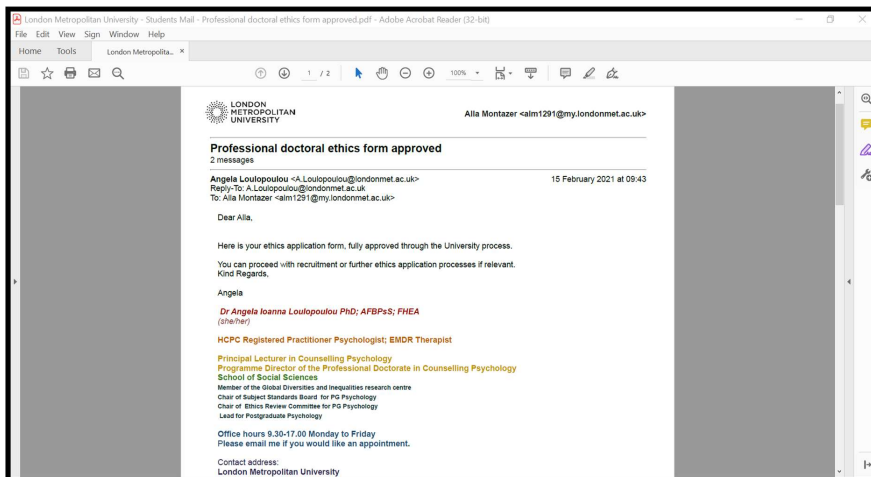 London Metropolitan University - Students Mail - Professional doctoral ethics form approved.pdf - Adobe Acrobat Reader (32-bit)
File Edit View Sign Window Help
Home Tools London Metropolita... ×
1 / 2 100%
LONDON
METROPOLITAN
UNIVERSITY
Alla Montazer <alm1291@my.londonmet.ac.uk>
Professional doctoral ethics form approved
2 messages
Angela Loulopoulou <A.Loulopoulou@londonmet.ac.uk> 15 February 2021 at 09:43
Reply-To: A.Loulopoulou@londonmet.ac.uk
To: Alla Montazer <alm1291@my.londonmet.ac.uk>
Dear Alla,
Here is your ethics application form, fully approved through the University process.
You can proceed with recruitment or further ethics application processes if relevant.
Kind Regards,
Angela
Dr Angela Ioanna Loulopoulou PhD; AFBPsS; FHEA
(she/her)
HCPC Registered Practitioner Psychologist; EMDR Therapist
Principal Lecturer in Counselling Psychology
Programme Director of the Professional Doctorate in Counselling Psychology
School of Social Sciences
Member of the Global Diversities and Inequalities research centre
Chair of Subject Standards Board for PG Psychology
Chair of Ethics Review Committee for PG Psychology
Lead for Postgraduate Psychology
Office hours 9.30-17.00 Monday to Friday
Please email me if you would like an appointment.
Contact address:
London Metropolitan University